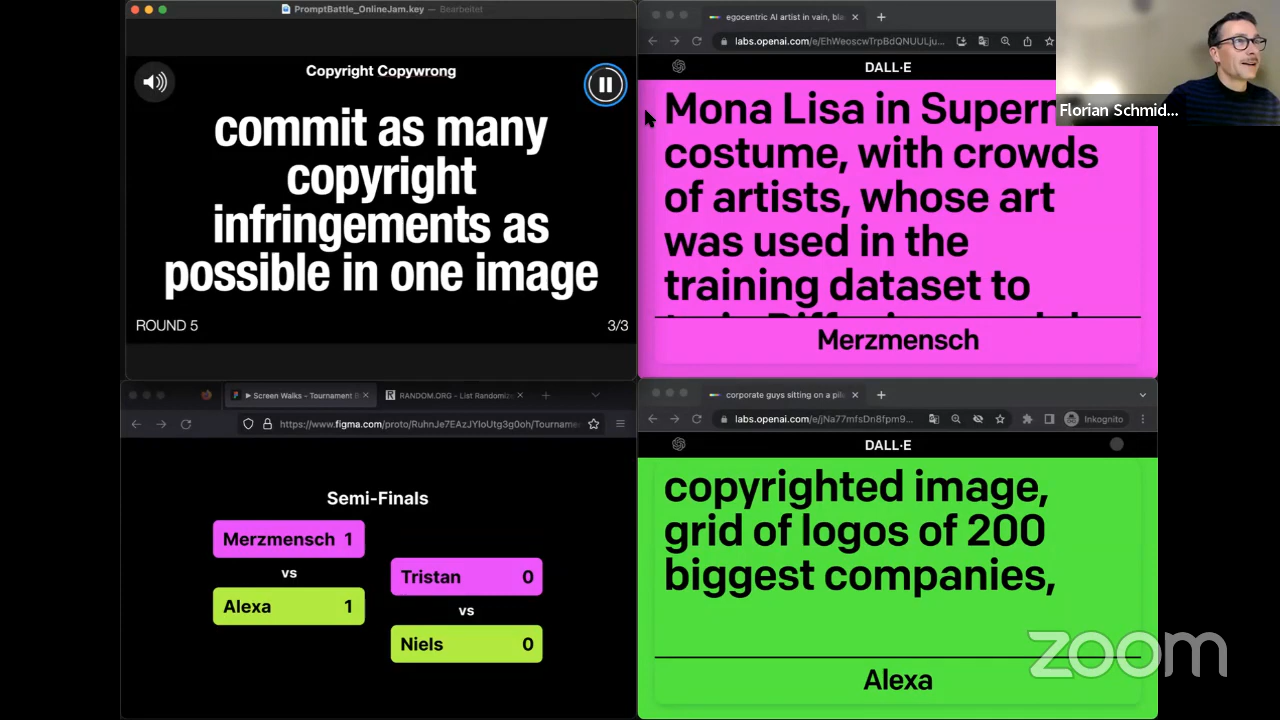 PromptBattle_OnlineJam.key — Bearbeitet
Copyright Copywrong
commit as many
copyright
infringements as
possible in one image
ROUND 5
3/3
egocentric AI artist in vain, bla
labs.openai.com/e/EhWeoscwTrpBdQNUULju...
DALL·E
Mona Lisa in Superm
costume, with crowds
of artists, whose art
was used in the
training dataset to
Merzmensch
Florian Schmid...
Screen Walks - Tournament B
RANDOM.ORG - List Randomize
https://www.figma.com/proto/RuhnJe7EAzJYIoUtg3g0oh/Tourname
Semi-Finals
Merzmensch 1
vs
Alexa 1
Tristan 0
vs
Niels 0
corporate guys sitting on a pile
labs.openai.com/e/jNa77mfsDn8fpm9...
Inkognito
DALL·E
copyrighted image,
grid of logos of 200
biggest companies,
Alexa
zoom